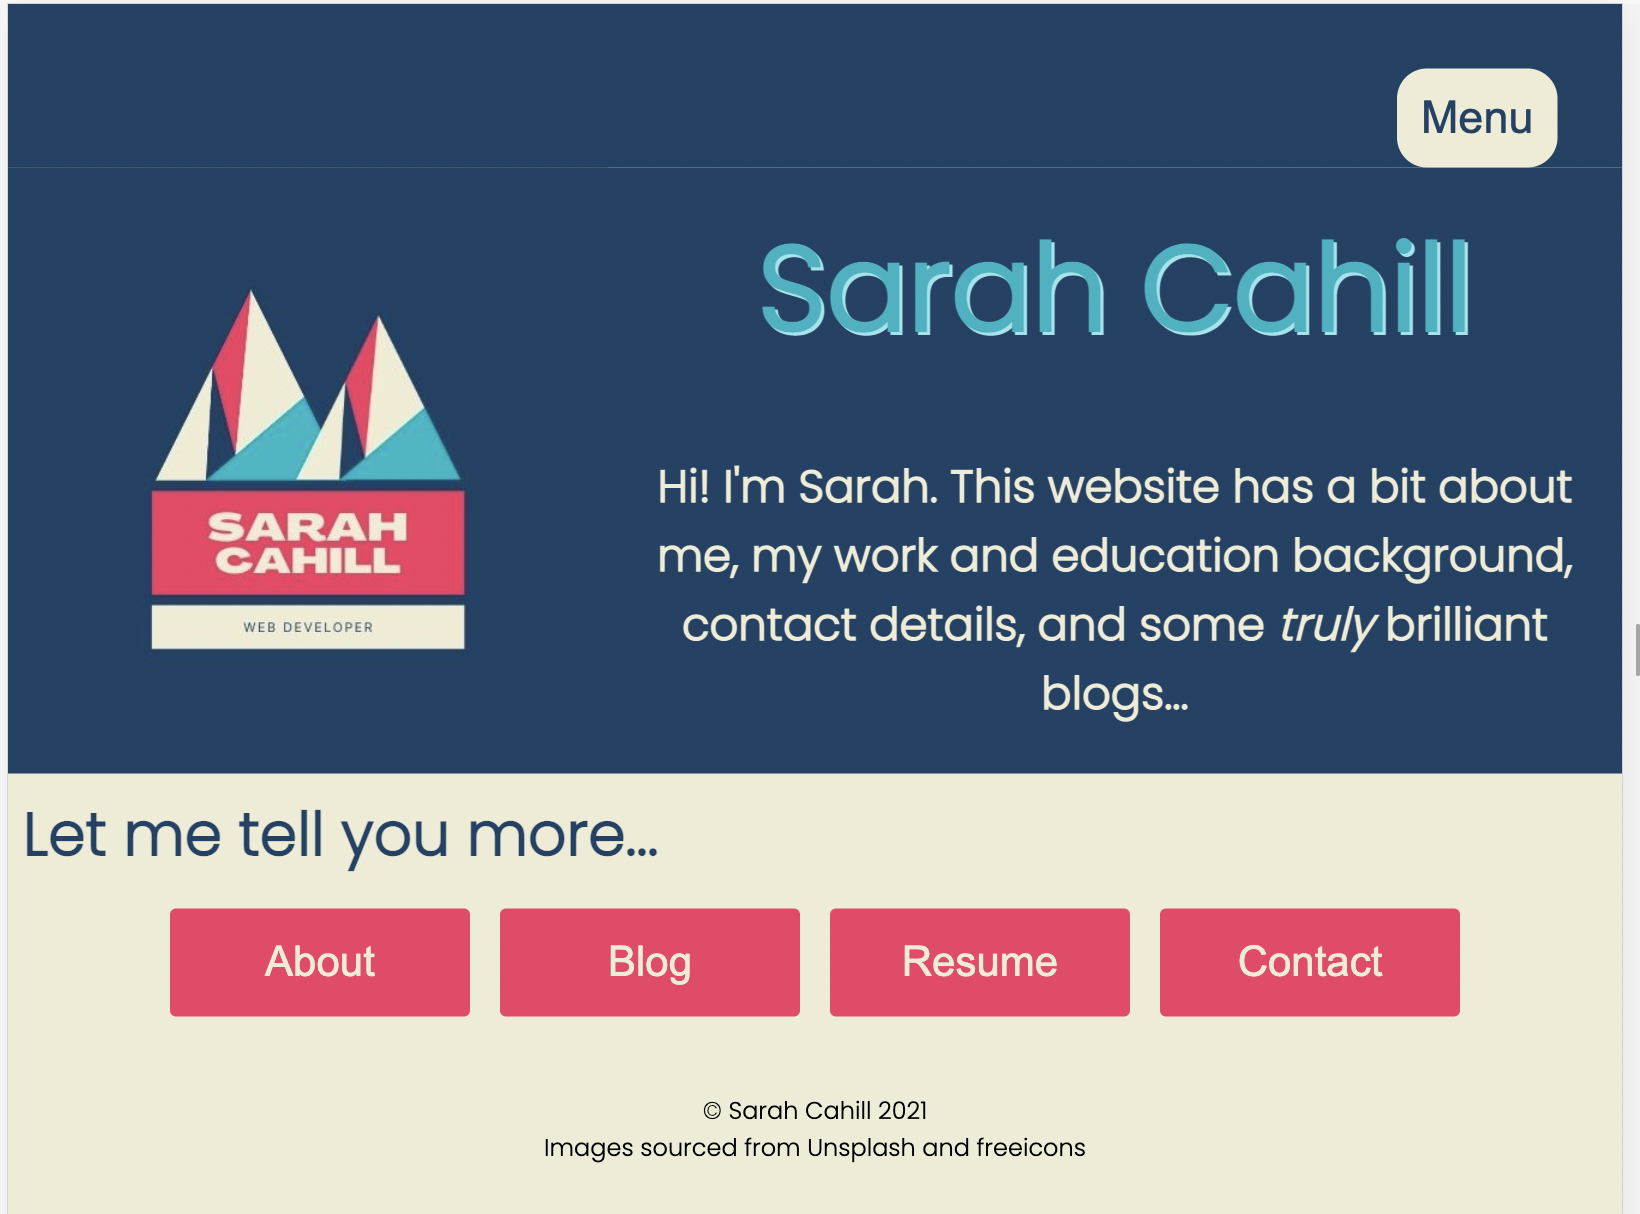 Menu
Sarah Cahill
SARAH
CAHILL
WEB DEVELOPER
Hi! I'm Sarah. This website has a bit about
me, my work and education background,
contact details, and some truly brilliant
blogs...
Let me tell you more...
About
Blog
Resume
Contact
© Sarah Cahill 2021
Images sourced from Unsplash and freeicons